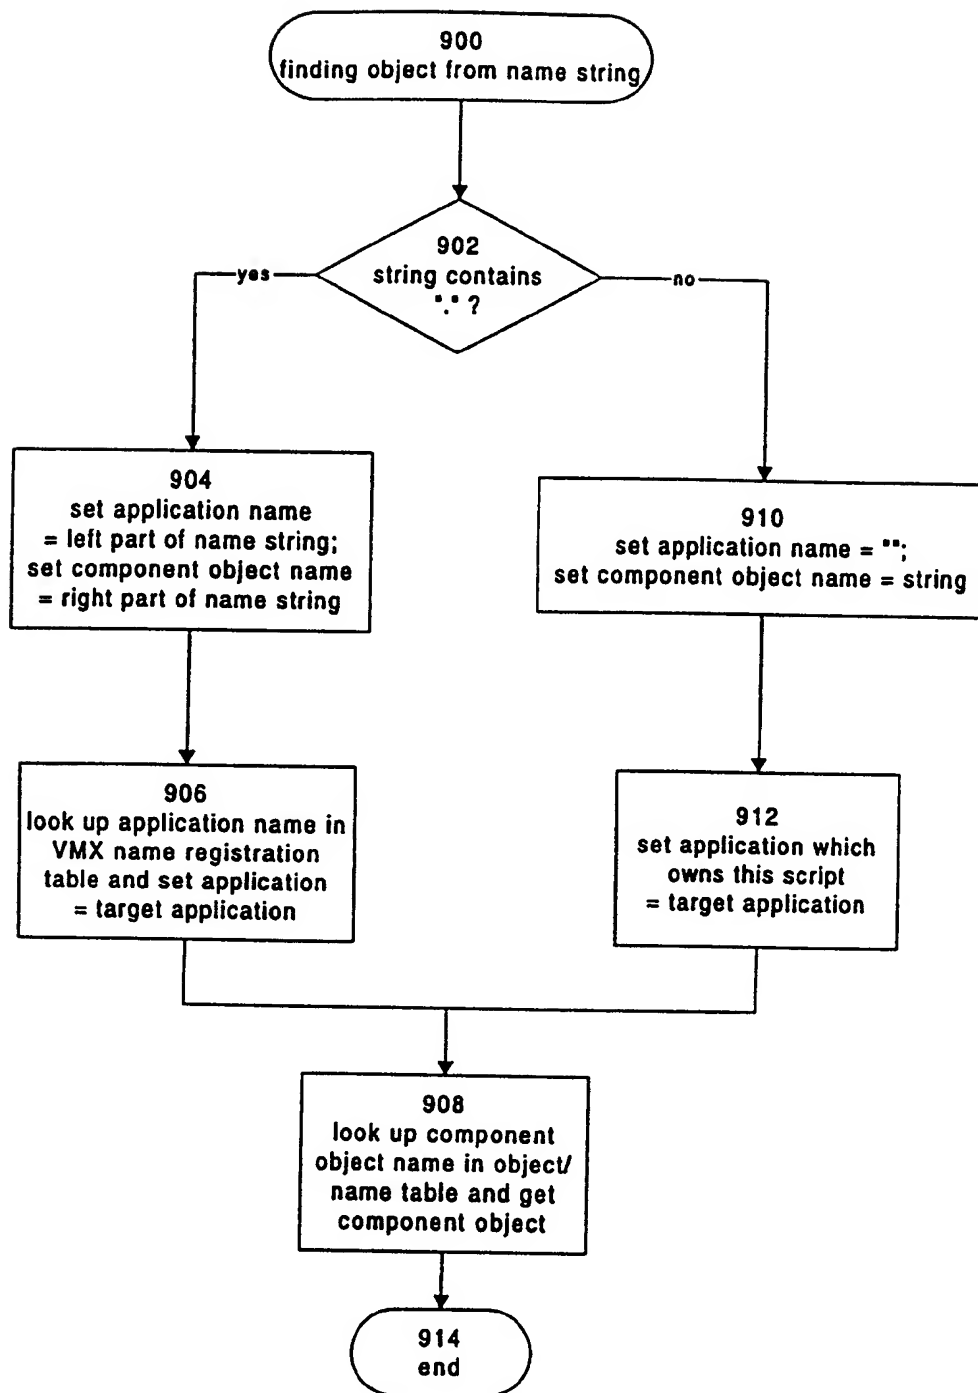 900
finding object from name string
902
string contains
"." ?
yes
no
904
set application name
= left part of name string;
set component object name
= right part of name string
910
set application name = "";
set component object name = string
906
look up application name in
VMX name registration
table and set application
= target application
912
set application which
owns this script
= target application
908
look up component
object name in object/
name table and get
component object
914
end